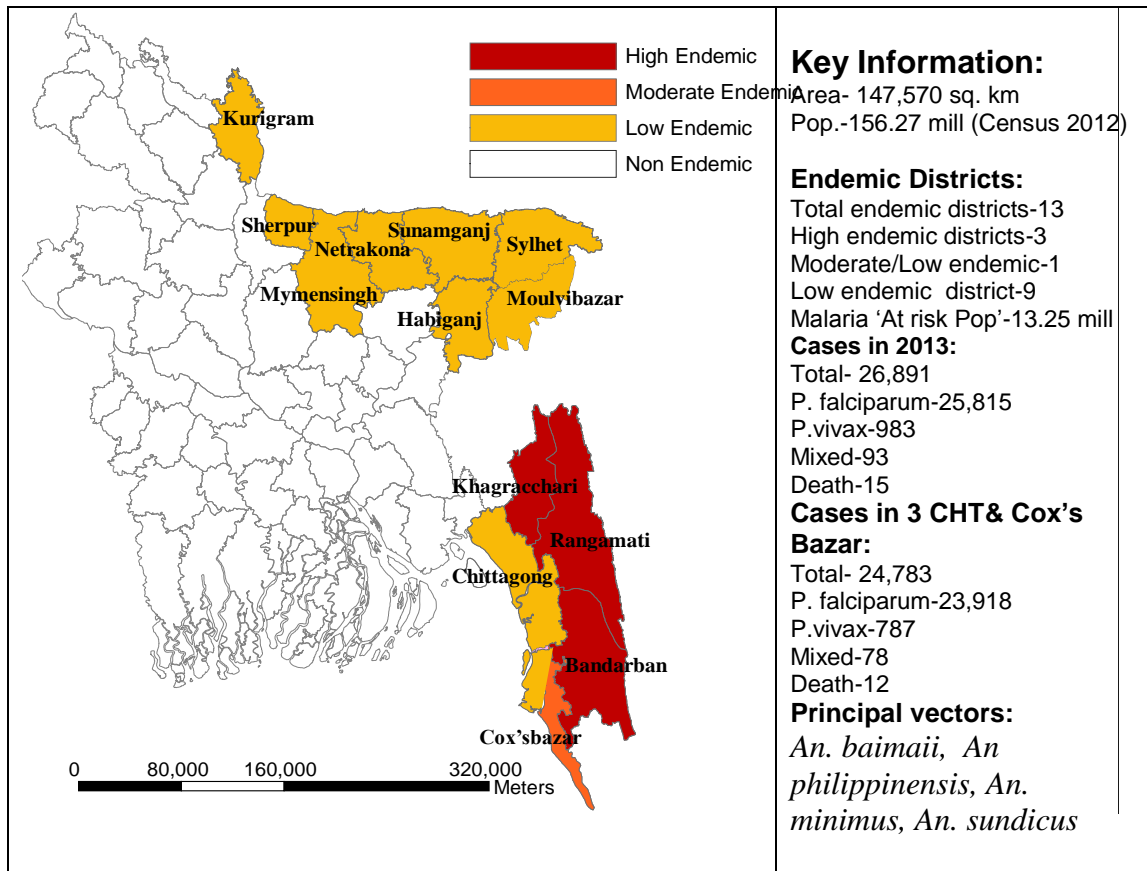 High Endemic
Moderate Endemic
Low Endemic
Non Endemic
Kurigram
Sherpur
Netrakona
Sunamganj
Sylhet
Mymensingh
Habiganj
Moulvibazar
Khagracchari
Rangamati
Chittagong
Bandarban
Cox'sbazar
0 80,000 160,000 320,000
Meters
Key Information:
Area- 147,570 sq. km
Pop.-156.27 mill (Census 2012)
Endemic Districts:
Total endemic districts-13
High endemic districts-3
Moderate/Low endemic-1
Low endemic district-9
Malaria ‘At risk Pop’-13.25 mill
Cases in 2013:
Total- 26,891
P. falciparum-25,815
P.vivax-983
Mixed-93
Death-15
Cases in 3 CHT& Cox’s
Bazar:
Total- 24,783
P. falciparum-23,918
P.vivax-787
Mixed-78
Death-12
Principal vectors:
An. baimaii, An
philippinensis, An.
minimus, An. sundicus